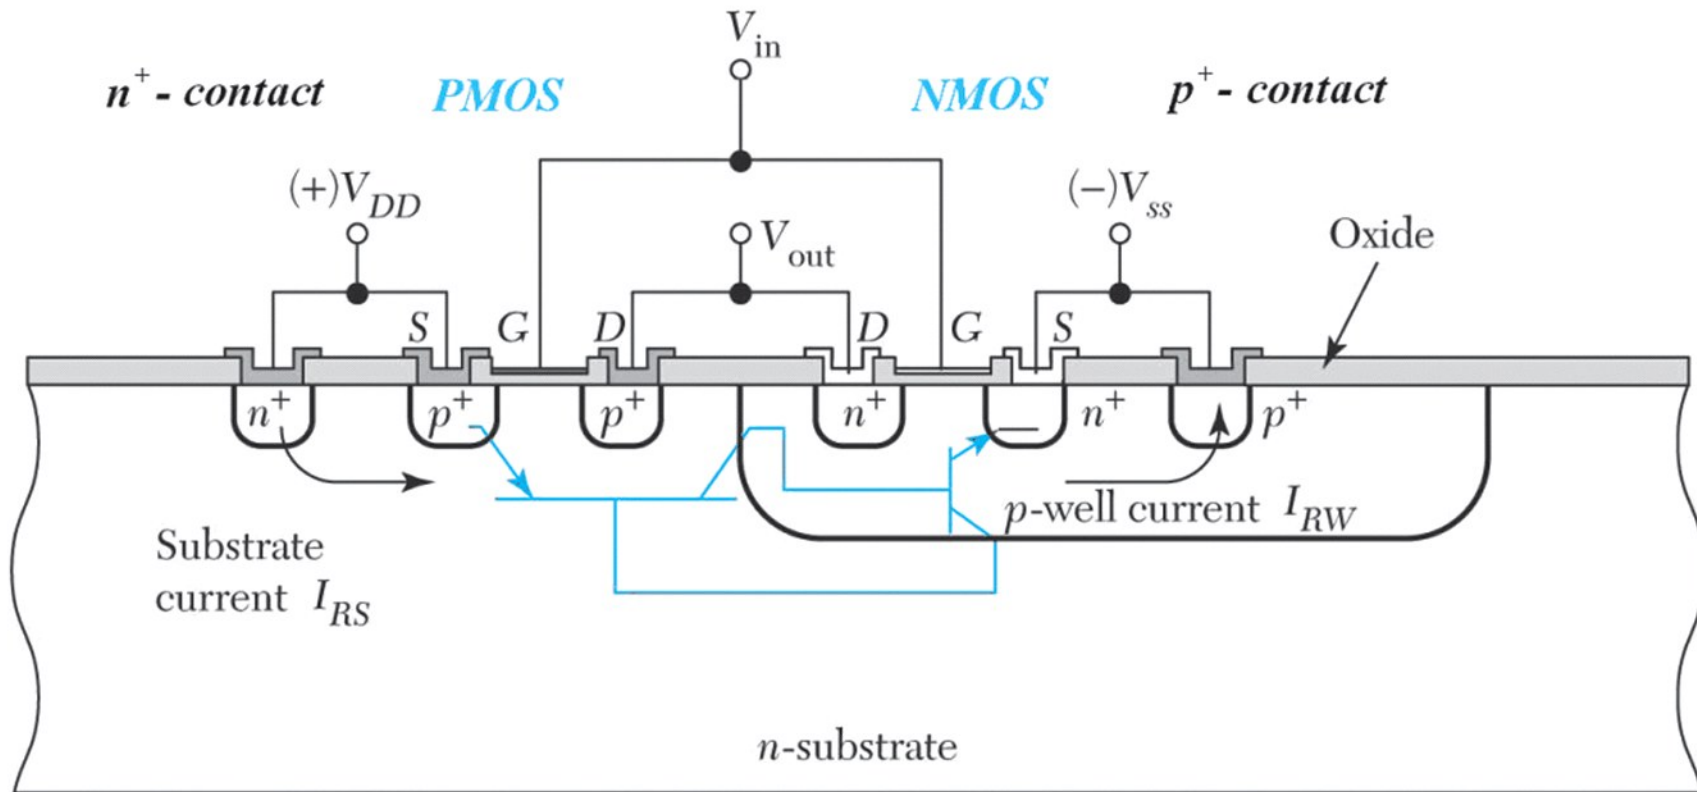 V_in
n⁺ - contact
PMOS
NMOS
p⁺ - contact
(+)V_DD
(−)V_ss
V_out
Oxide
S
G
D
D
G
S
n⁺
p⁺
p⁺
n⁺
n⁺
p⁺
Substrate
current I_RS
p-well current I_RW
n-substrate